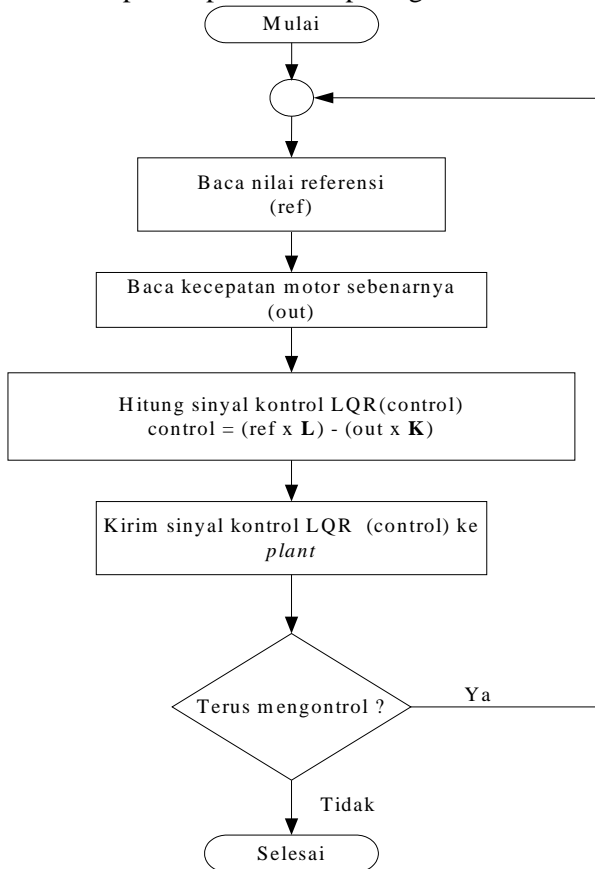 Mulai
Baca nilai referensi
(ref)
Baca kecepatan motor sebenarnya
(out)
Hitung sinyal kontrol LQR(control)
control = (ref x L) - (out x K)
Kirim sinyal kontrol LQR (control) ke
plant
Terus mengontrol ?
Ya
Tidak
Selesai